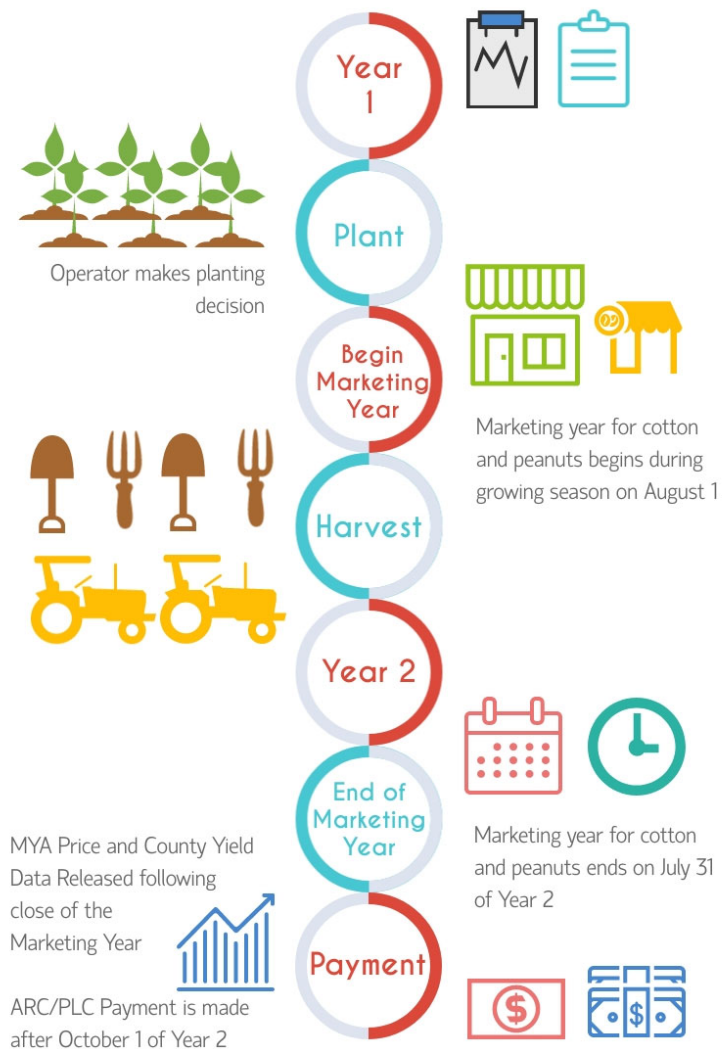 Year
1
Plant
Operator makes planting
decision
Begin
Marketing
Year
Marketing year for cotton
and peanuts begins during
growing season on August 1
Harvest
Year 2
End of
Marketing
Year
Marketing year for cotton
and peanuts ends on July 31
of Year 2
MYA Price and County Yield
Data Released following
close of the
Marketing Year
Payment
ARC/PLC Payment is made
after October 1 of Year 2
$
$